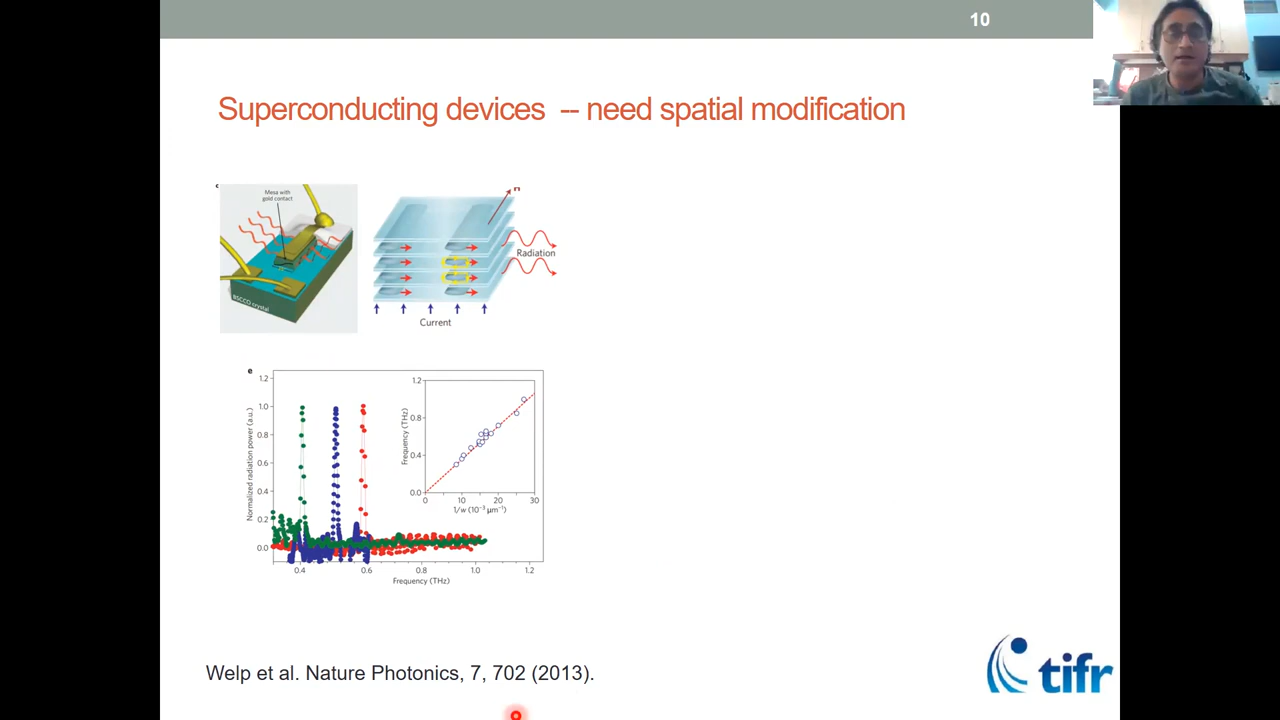 10
Superconducting devices -- need spatial modification
c
Mesa with
gold contact
BSCCO crystal
H
Radiation
Current
e
Normalized radiation power (a.u.)
1.2
1.0
0.8
0.6
0.4
0.2
0.0
0.4
0.6
0.8
1.0
1.2
Frequency (THz)
Frequency (THz)
1.2
0.8
0.4
0.0
0
10
20
30
1/w (10⁻³ μm⁻¹)
Welp et al. Nature Photonics, 7, 702 (2013).
tifr